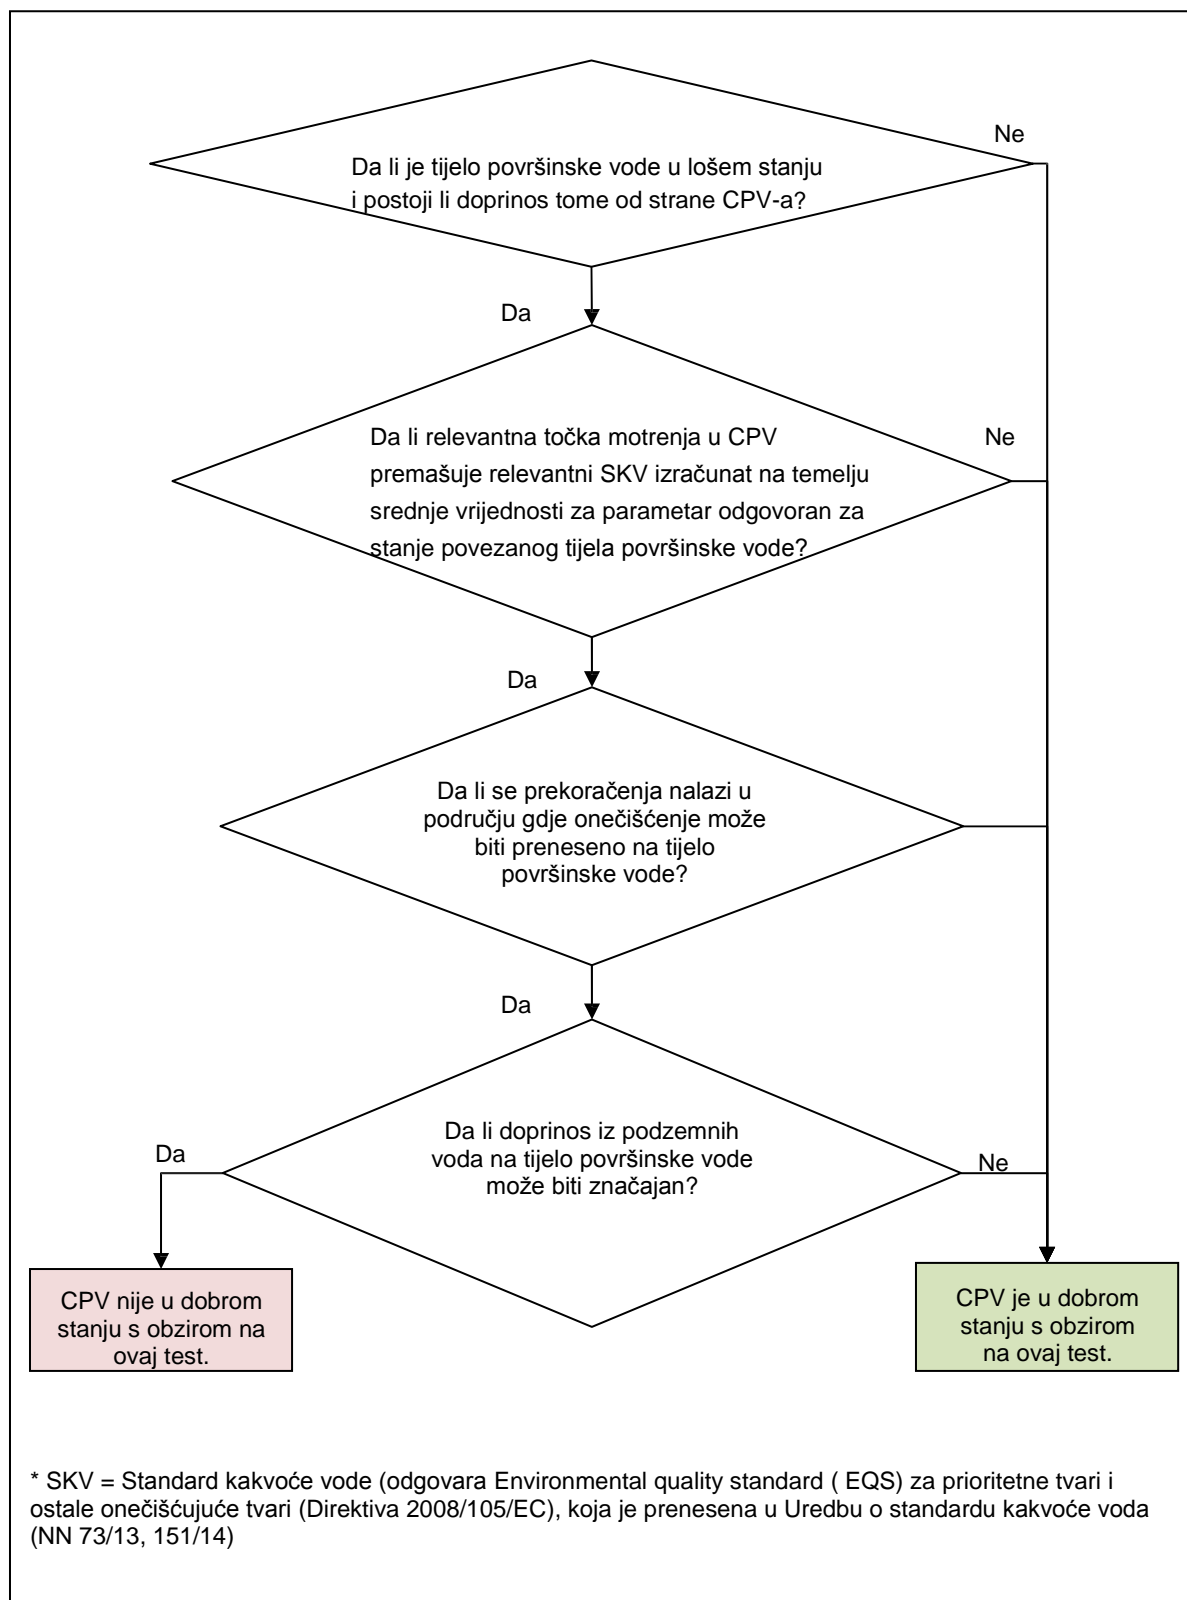 Ne
Da li je tijelo površinske vode u lošem stanju
i postoji li doprinos tome od strane CPV-a?
Da
Da li relevantna točka motrenja u CPV
premašuje relevantni SKV izračunat na temelju
srednje vrijednosti za parametar odgovoran za
stanje povezanog tijela površinske vode?
Ne
Da
Da li se prekoračenja nalazi u
području gdje onečišćenje može
biti preneseno na tijelo
površinske vode?
Da
Da li doprinos iz podzemnih
voda na tijelo površinske vode
može biti značajan?
Da
Ne
CPV nije u dobrom
stanju s obzirom na
ovaj test.
CPV je u dobrom
stanju s obzirom
na ovaj test.
* SKV = Standard kakvoće vode (odgovara Environmental quality standard ( EQS) za prioritetne tvari i
ostale onečišćujuće tvari (Direktiva 2008/105/EC), koja je prenesena u Uredbu o standardu kakvoće voda
(NN 73/13, 151/14)